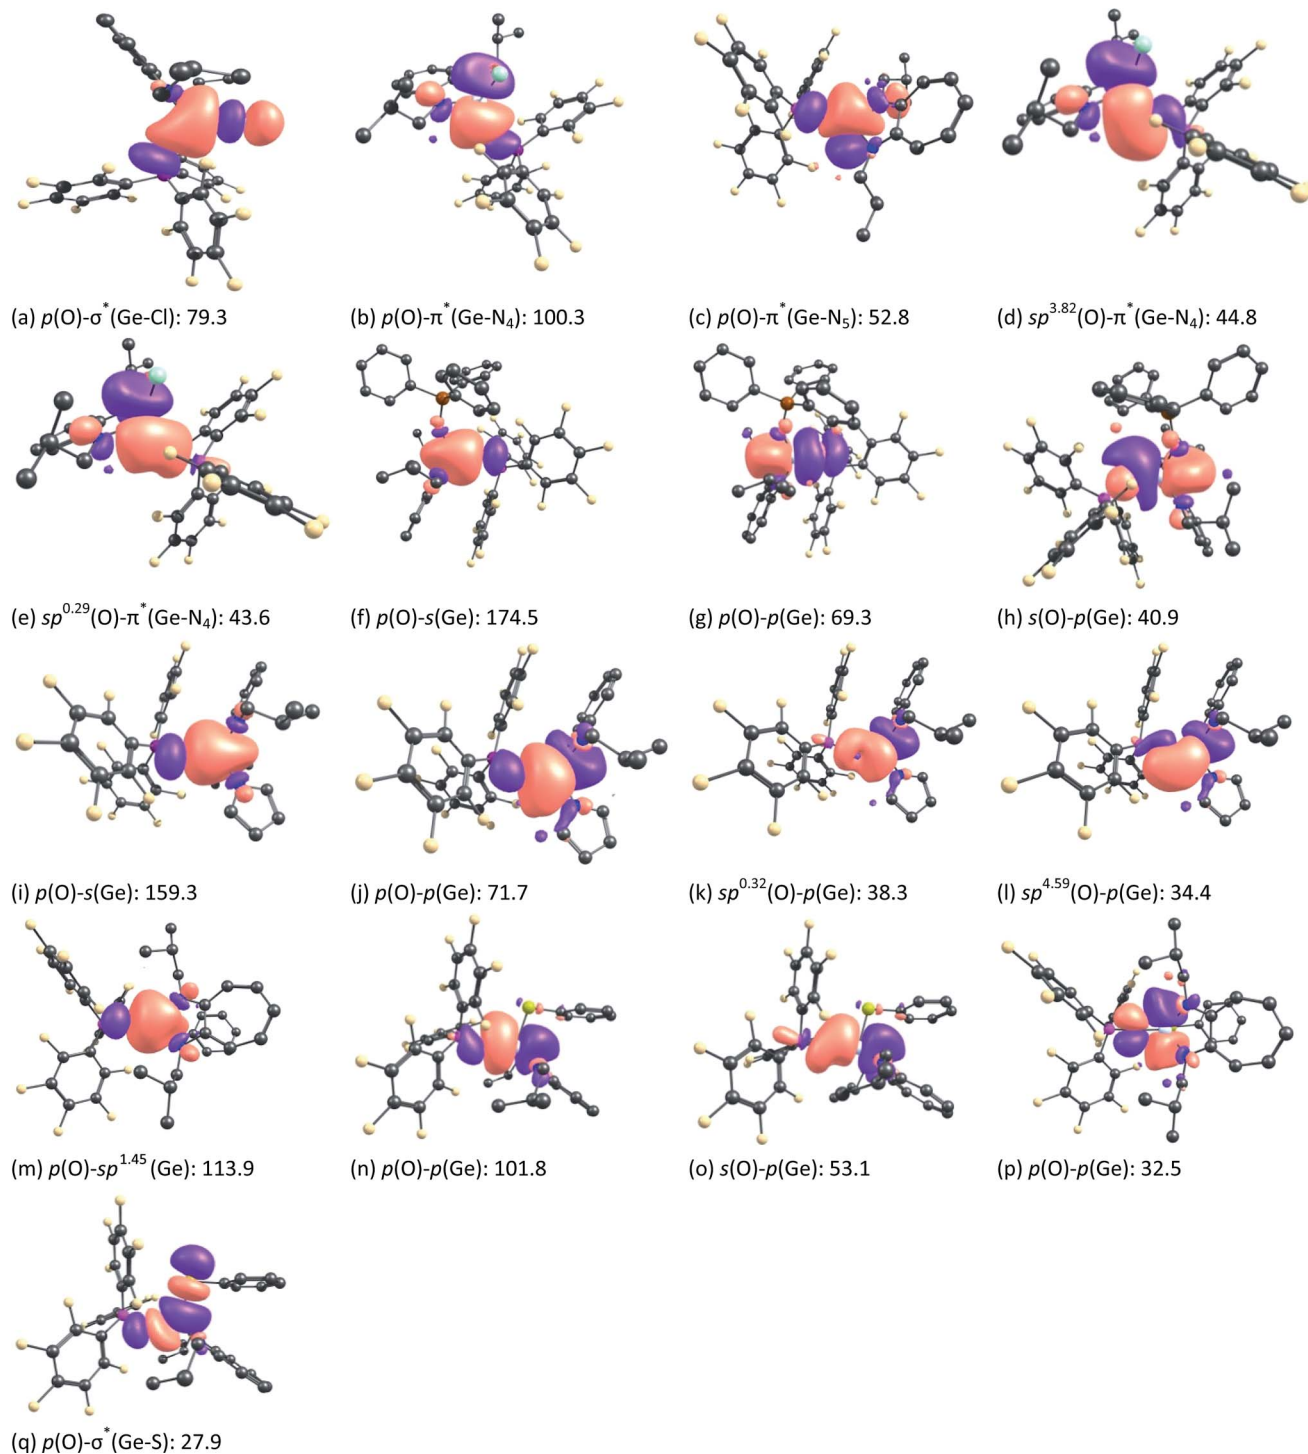 (a) p(O)-σ*(Ge-Cl): 79.3
(b) p(O)-π*(Ge-N₄): 100.3
(c) p(O)-π*(Ge-N₅): 52.8
(d) sp³·⁸²(O)-π*(Ge-N₄): 44.8
(e) sp⁰·²⁹(O)-π*(Ge-N₄): 43.6
(f) p(O)-s(Ge): 174.5
(g) p(O)-p(Ge): 69.3
(h) s(O)-p(Ge): 40.9
(i) p(O)-s(Ge): 159.3
(j) p(O)-p(Ge): 71.7
(k) sp⁰·³²(O)-p(Ge): 38.3
(l) sp⁴·⁵⁹(O)-p(Ge): 34.4
(m) p(O)-sp¹·⁴⁵ (Ge): 113.9
(n) p(O)-p(Ge): 101.8
(o) s(O)-p(Ge): 53.1
(p) p(O)-p(Ge): 32.5
(q) p(O)-σ*(Ge-S): 27.9